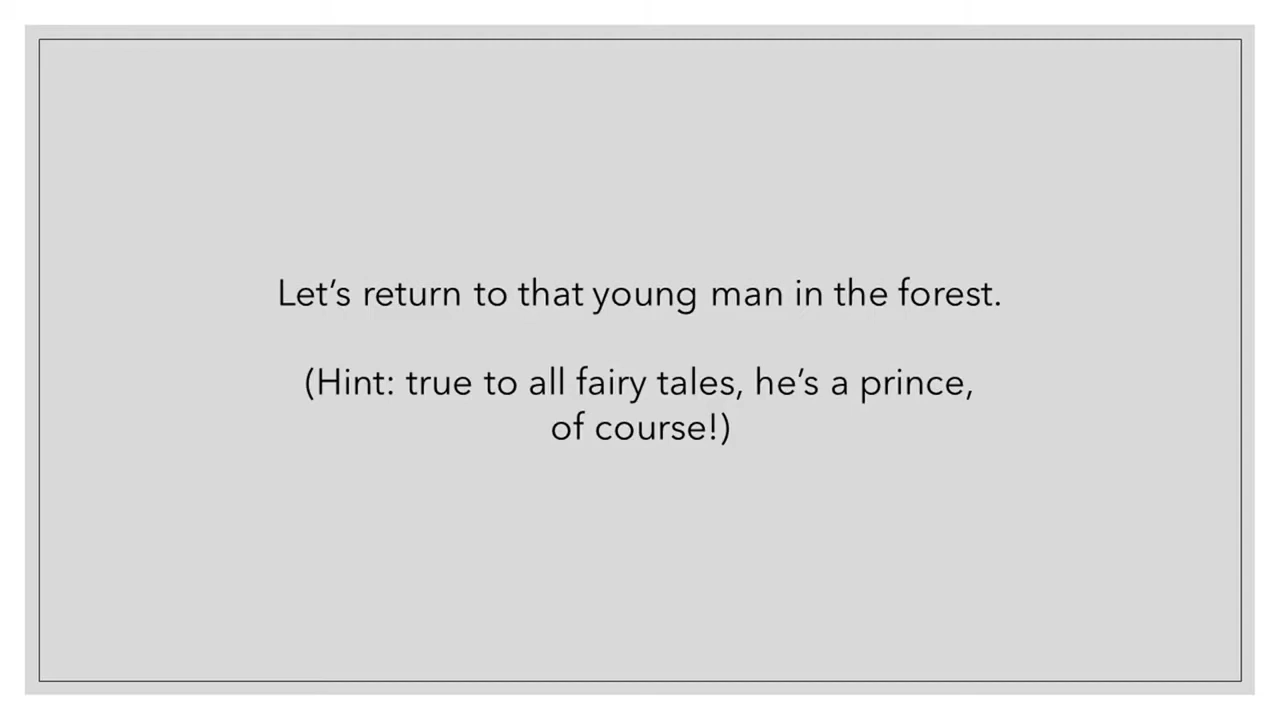 Let’s return to that young man in the forest.
(Hint: true to all fairy tales, he’s a prince,
of course!)